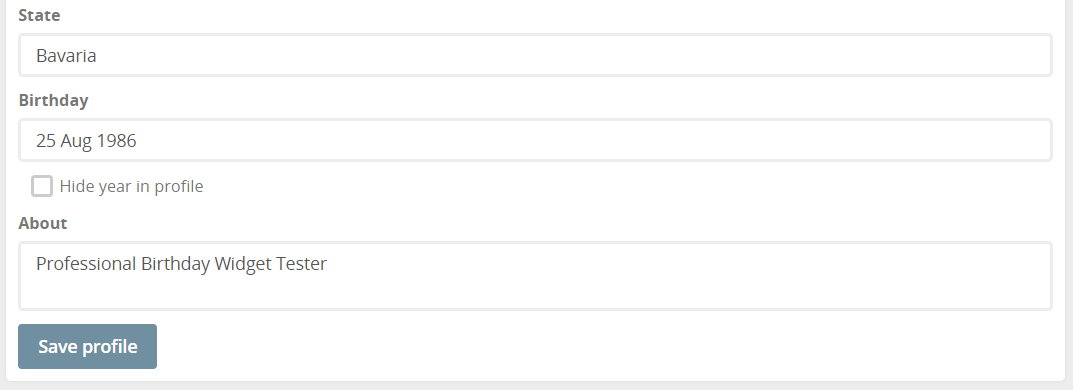 State
Bavaria
Birthday
25 Aug 1986
Hide year in profile
About
Professional Birthday Widget Tester
Save profile